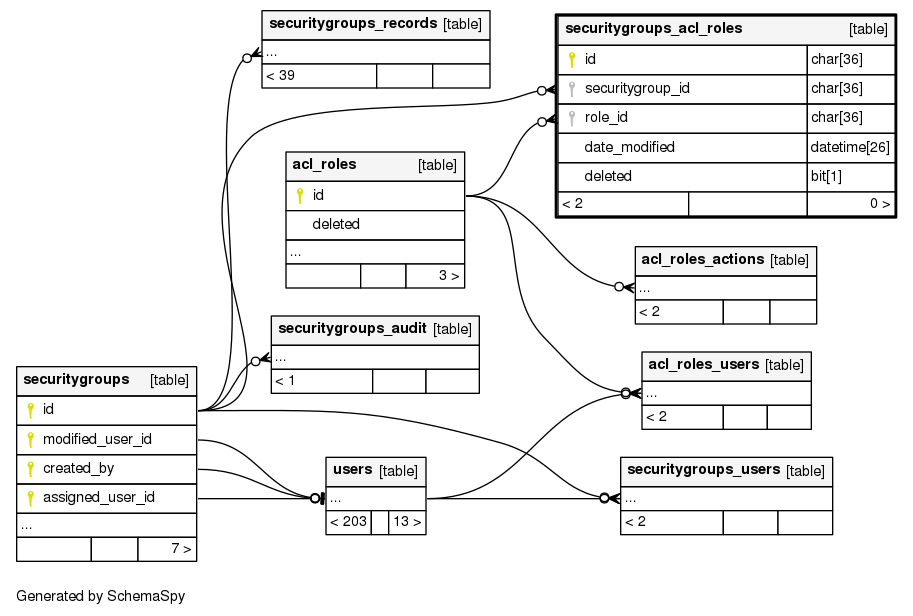 securitygroups_records [table]
...
< 39
securitygroups_acl_roles [table]
id char[36]
securitygroup_id char[36]
role_id char[36]
date_modified datetime[26]
deleted bit[1]
< 2 0 >
acl_roles [table]
id
deleted
...
3 >
acl_roles_actions [table]
...
< 2
securitygroups_audit [table]
...
< 1
acl_roles_users [table]
...
< 2
securitygroups [table]
id
modified_user_id
created_by
assigned_user_id
...
7 >
users [table]
...
< 203 13 >
securitygroups_users [table]
...
< 2
Generated by SchemaSpy